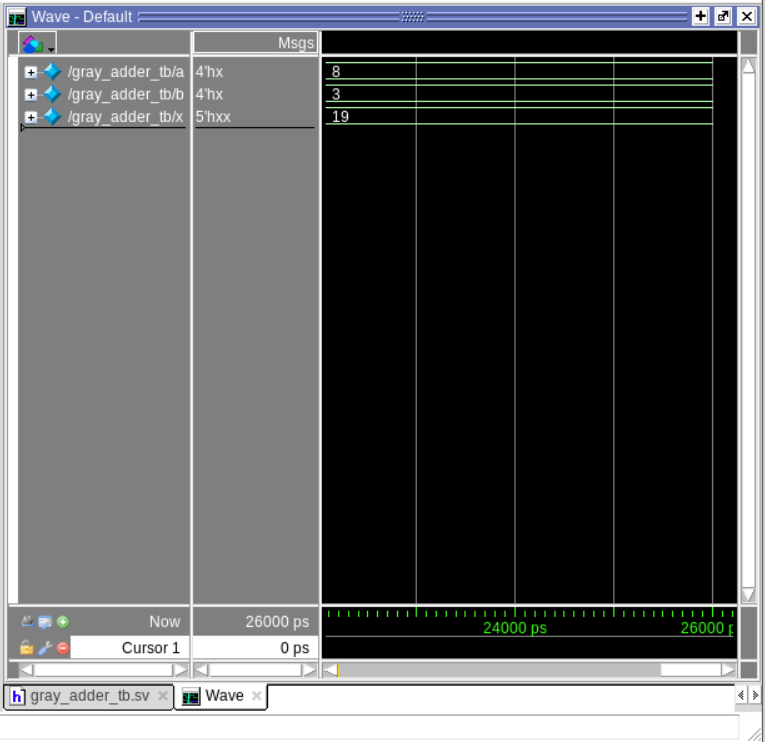 Wave - Default
Msgs
/gray_adder_tb/a 4'hx 8
/gray_adder_tb/b 4'hx 3
/gray_adder_tb/x 5'hxx 19
Now 26000 ps 24000 ps 26000 p
Cursor 1 0 ps
h gray_adder_tb.sv Wave